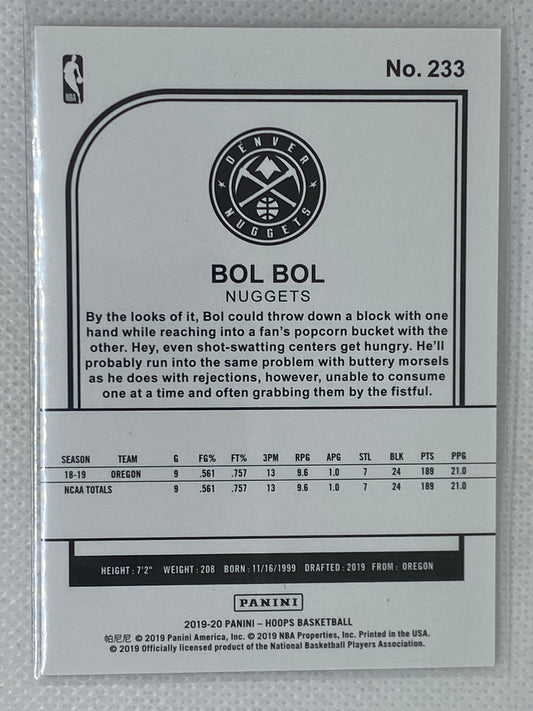 NBA
No. 233
DENVER
NUGGETS
BOL BOL
NUGGETS
By the looks of it, Bol could throw down a block with one
hand while reaching into a fan's popcorn bucket with the
other. Hey, even shot-swatting centers get hungry. He'll
probably run into the same problem with buttery morsels
as he does with rejections, however, unable to consume
one at a time and often grabbing them by the fistful.
SEASON TEAM G FG% FT% 3PM RPG APG STL BLK PTS PPG
18-19 OREGON 9 .561 .757 13 9.6 1.0 7 24 189 21.0
NCAA TOTALS 9 .561 .757 13 9.6 1.0 7 24 189 21.0
HEIGHT: 7'2" WEIGHT: 208 BORN: 11/16/1999 DRAFTED: 2019 FROM: OREGON
PANINI
2019-20 PANINI – HOOPS BASKETBALL
帕尼尼 © 2019 Panini America, Inc. © 2019 NBA Properties, Inc. Printed in the USA.
© 2019 Officially licensed product of the National Basketball Players Association.